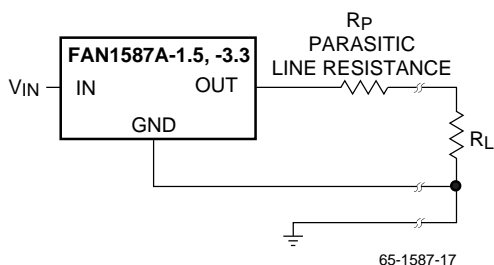 RP
PARASITIC
LINE RESISTANCE
FAN1587A-1.5, -3.3
VIN
IN
OUT
GND
RL
65-1587-17